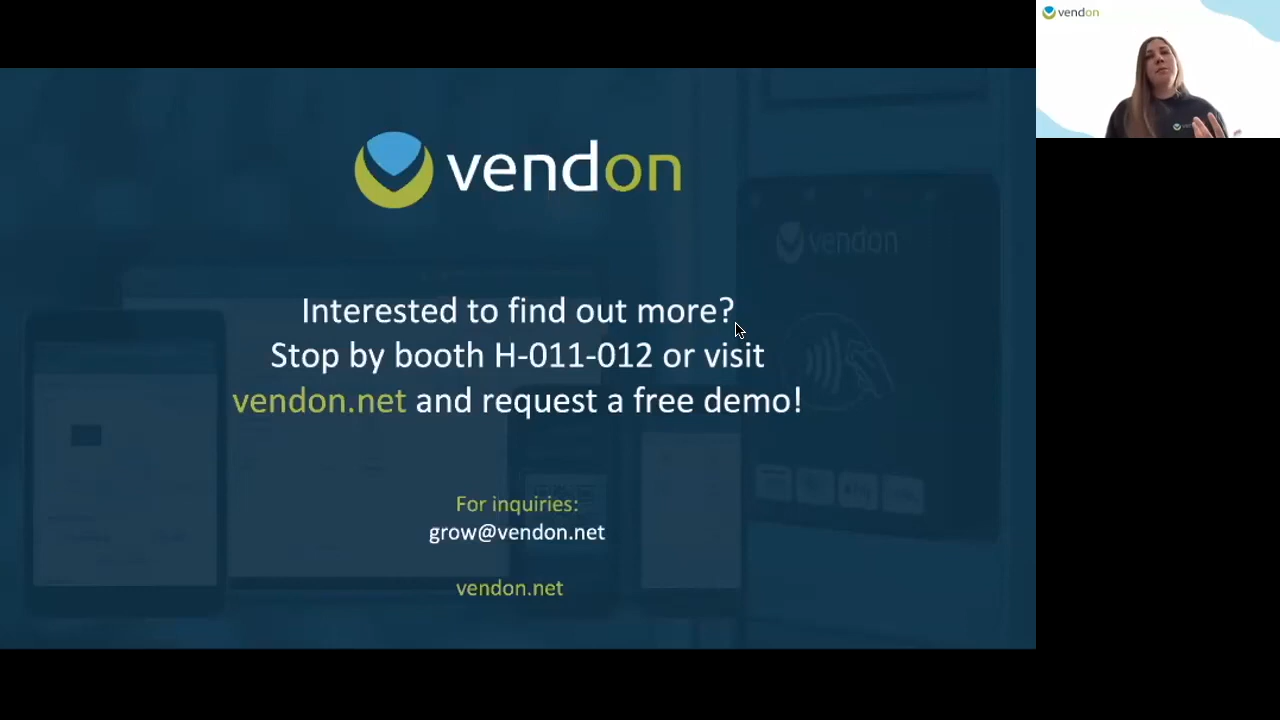 vendon
vendon
vendon
Interested to find out more?
Stop by booth H-011-012 or visit
vendon.net and request a free demo!
For inquiries:
grow@vendon.net
vendon.net